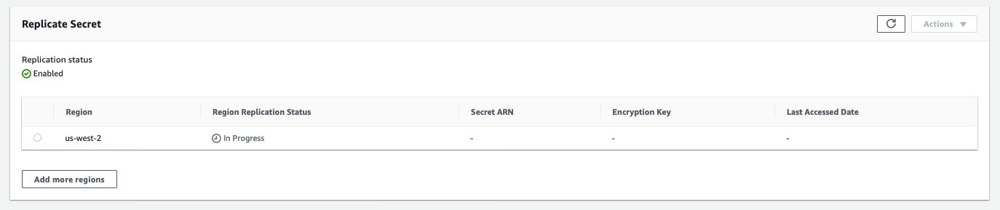 Replicate Secret
Actions
Replication status
Enabled
Region Region Replication Status Secret ARN Encryption Key Last Accessed Date
us-west-2 In Progress - - -
Add more regions